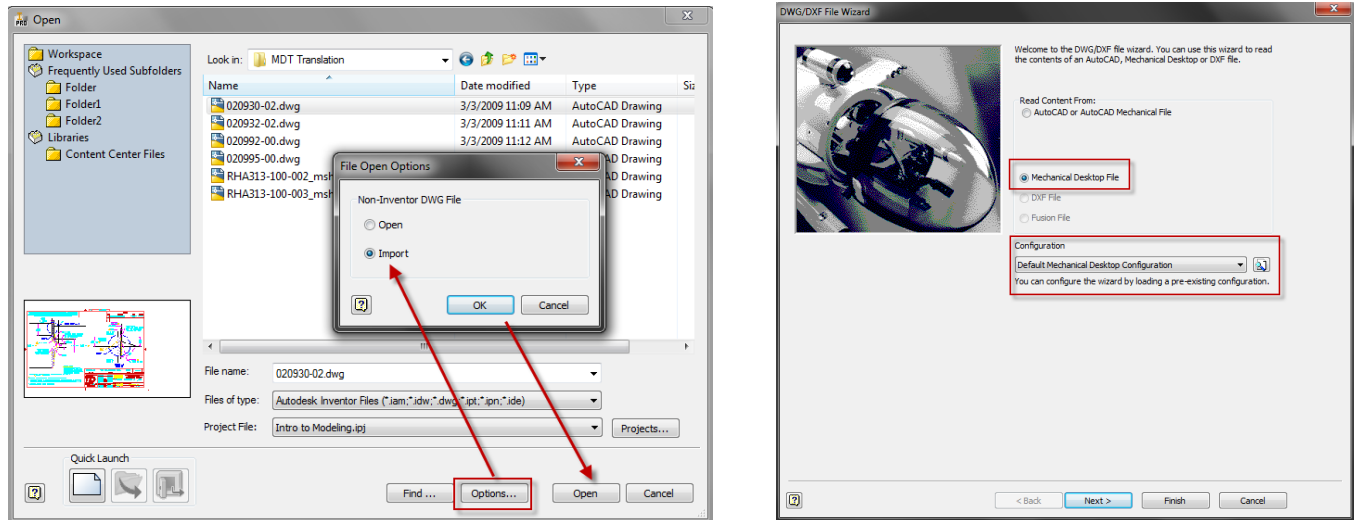 Open
Workspace
Frequently Used Subfolders
Folder
Folder1
Folder2
Libraries
Content Center Files
Look in: MDT Translation
Name Date modified Type Siz
020930-02.dwg 3/3/2009 11:09 AM AutoCAD Drawing
020932-02.dwg 3/3/2009 11:11 AM AutoCAD Drawing
020992-00.dwg 3/3/2009 11:12 AM AutoCAD Drawing
020995-00.dwg AD Drawing
RHA313-100-002_msh AD Drawing
RHA313-100-003_msh AD Drawing
File Open Options
Non-Inventor DWG File
Open
Import
OK Cancel
File name: 020930-02.dwg
Files of type: Autodesk Inventor Files (*.iam;*.idw;*.dwg;*.ipt;*.ipn;*.ide)
Project File: Intro to Modeling.ipj Projects...
Quick Launch
Find ... Options... Open Cancel
DWG/DXF File Wizard
Welcome to the DWG/DXF file wizard. You can use this wizard to read
the contents of an AutoCAD, Mechanical Desktop or DXF file.
Read Content From:
AutoCAD or AutoCAD Mechanical File
Mechanical Desktop File
DXF File
Fusion File
Configuration
Default Mechanical Desktop Configuration
You can configure the wizard by loading a pre-existing configuration.
< Back Next > Finish Cancel